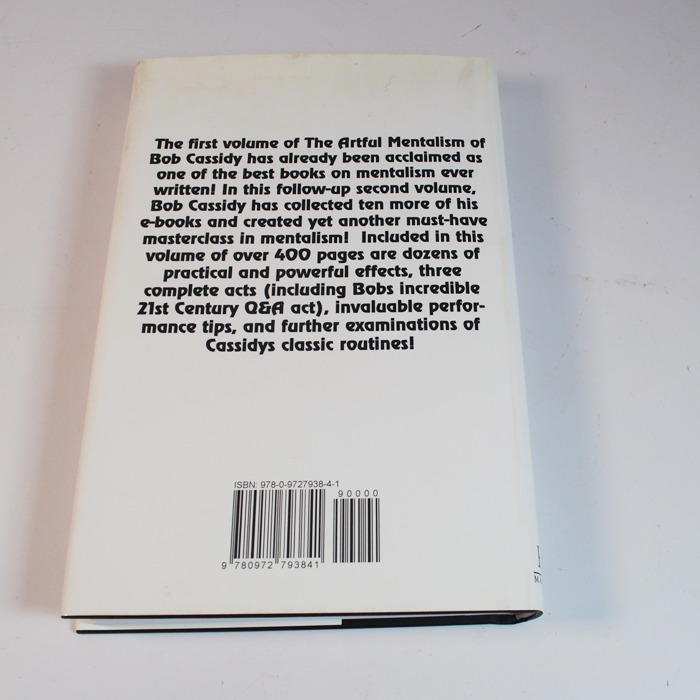 The first volume of The Artful Mentalism of
Bob Cassidy has already been acclaimed as
one of the best books on mentalism ever
written! In this follow-up second volume,
Bob Cassidy has collected ten more of his
e-books and created yet another must-have
masterclass in mentalism! Included in this
volume of over 400 pages are dozens of
practical and powerful effects, three
complete acts (including Bobs incredible
21st Century Q&A act), invaluable perfor-
mance tips, and further examinations of
Cassidys classic routines!
ISBN: 978-0-9727938-4-1
90000
9 780972 793841